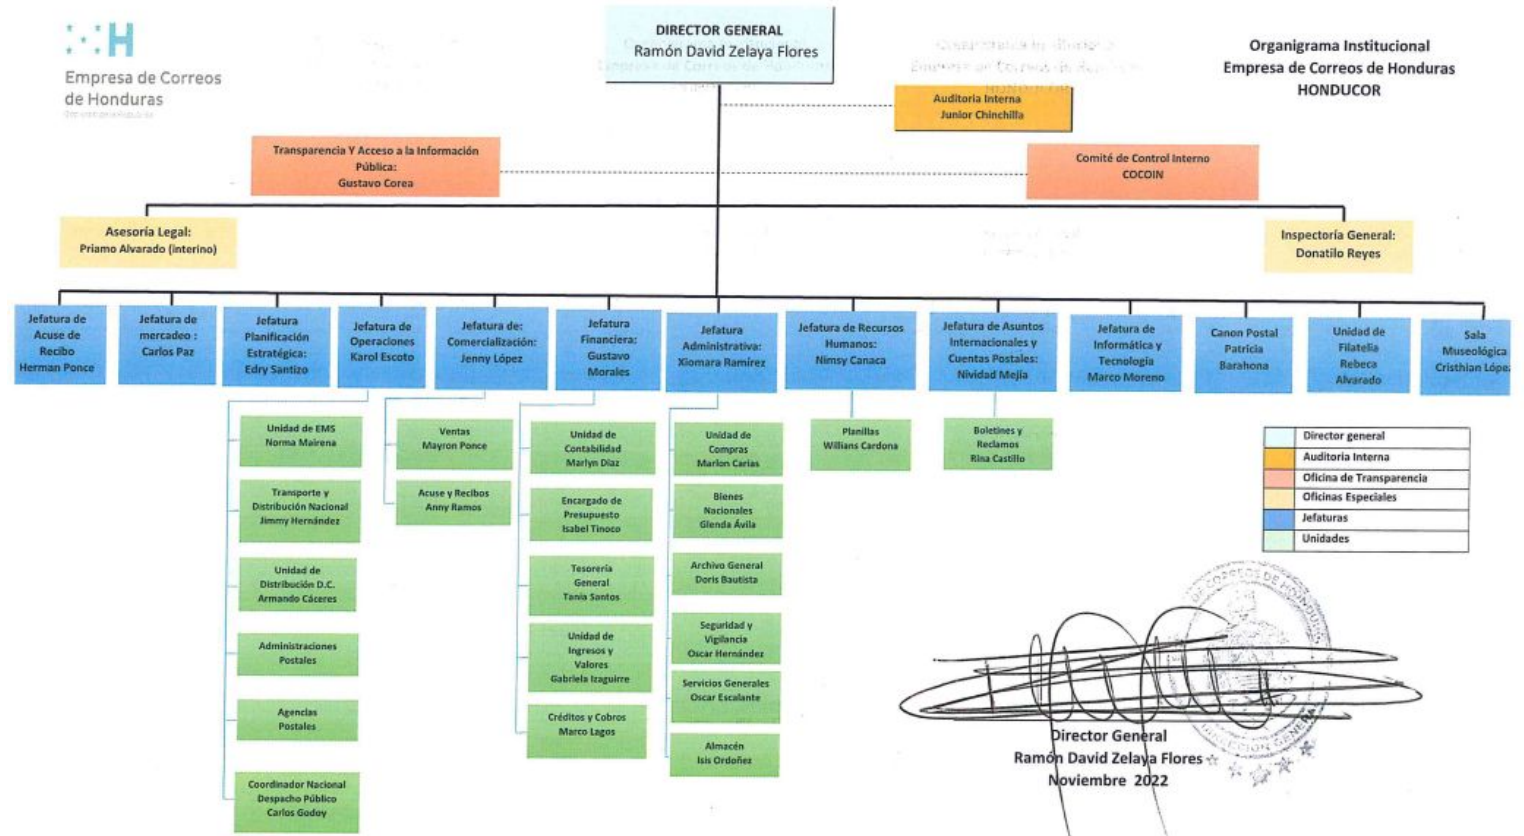 H
Empresa de Correos
de Honduras
DIRECTOR GENERAL
Ramón David Zelaya Flores
Organigrama Institucional
Empresa de Correos de Honduras
HONDUCOR
Auditoria Interna
Junior Chinchilla
Transparencia Y Acceso a la Información
Pública:
Gustavo Corea
Comité de Control Interno
COCOIN
Asesoría Legal:
Priamo Alvarado (interino)
Inspectoría General:
Donatilo Reyes
Jefatura de
Acuse de
Recibo
Herman Ponce
Jefatura de
mercadeo :
Carlos Paz
Jefatura
Planificación
Estratégica:
Edry Santizo
Jefatura de
Operaciones
Karol Escoto
Jefatura de:
Comercialización:
Jenny López
Jefatura
Financiera:
Gustavo
Morales
Jefatura
Administrativa:
Xiomara Ramírez
Jefatura de Recursos
Humanos:
Nimsy Canaca
Jefatura de Asuntos
Internacionales y
Cuentas Postales:
Nividad Mejía
Jefatura de
Informática y
Tecnología
Marco Moreno
Canon Postal
Patricia
Barahona
Unidad de
Filatelia
Rebeca
Alvarado
Sala
Museológica
Cristhian López
Unidad de EMS
Norma Mairena
Transporte y
Distribución Nacional
Jimmy Hernández
Unidad de
Distribución D.C.
Armando Cáceres
Administraciones
Postales
Agencias
Postales
Coordinador Nacional
Despacho Público
Carlos Godoy
Ventas
Mayron Ponce
Acuse y Recibos
Anny Ramos
Unidad de
Contabilidad
Marlyn Diaz
Encargado de
Presupuesto
Isabel Tinoco
Tesorería
General
Tania Santos
Unidad de
Ingresos y
Valores
Gabriela Izaguirre
Créditos y Cobros
Marco Lagos
Unidad de
Compras
Marlon Carias
Bienes
Nacionales
Glenda Ávila
Archivo General
Doris Bautista
Seguridad y
Vigilancia
Oscar Hernández
Servicios Generales
Oscar Escalante
Almacén
Isis Ordoñez
Planillas
Willians Cardona
Boletines y
Reclamos
Rina Castillo
Director general
Auditoria Interna
Oficina de Transparencia
Oficinas Especiales
Jefaturas
Unidades
DE CORREOS DE HONDURAS
DIRECCION GENERAL
Director General
Ramón David Zelaya Flores
Noviembre 2022